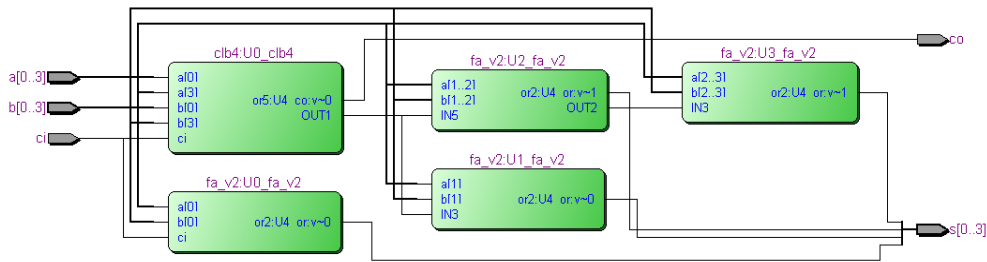 clb4:U0_clb4
a[0..3]
b[0..3]
ci
a[0]
a[3]
b[0]
b[3]
ci
or5:U4 co:v~0
OUT1
fa_v2:U2_fa_v2
a[1..2]
b[1..2]
IN5
or2:U4 or:v~1
OUT2
fa_v2:U3_fa_v2
a[2..3]
b[2..3]
IN3
or2:U4 or:v~1
co
fa_v2:U0_fa_v2
a[0]
b[0]
ci
or2:U4 or:v~0
fa_v2:U1_fa_v2
a[1]
b[1]
IN3
or2:U4 or:v~0
s[0..3]